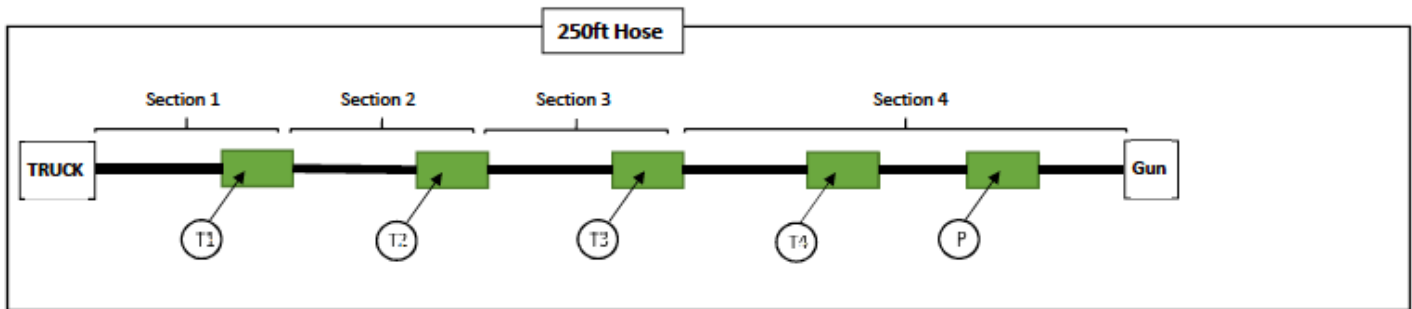 250ft Hose
Section 1 Section 2 Section 3 Section 4
TRUCK Gun
T1 T2 T3 T4 P